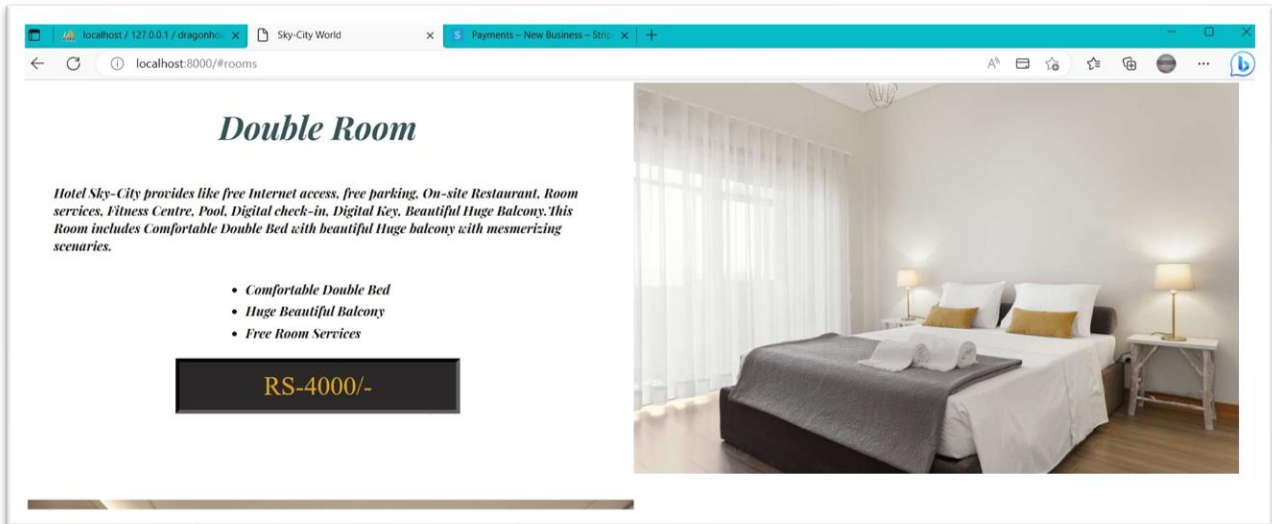 localhost / 127.0.0.1 / dragonho
Sky-City World
Payments – New Business – Strip
localhost:8000/#rooms
Double Room
Hotel Sky-City provides like free Internet access, free parking, On-site Restaurant, Room
services, Fitness Centre, Pool, Digital check-in, Digital Key, Beautiful Huge Balcony.This
Room includes Comfortable Double Bed with beautiful Huge balcony with mesmerizing
scenaries.
• Comfortable Double Bed
• Huge Beautiful Balcony
• Free Room Services
RS-4000/-